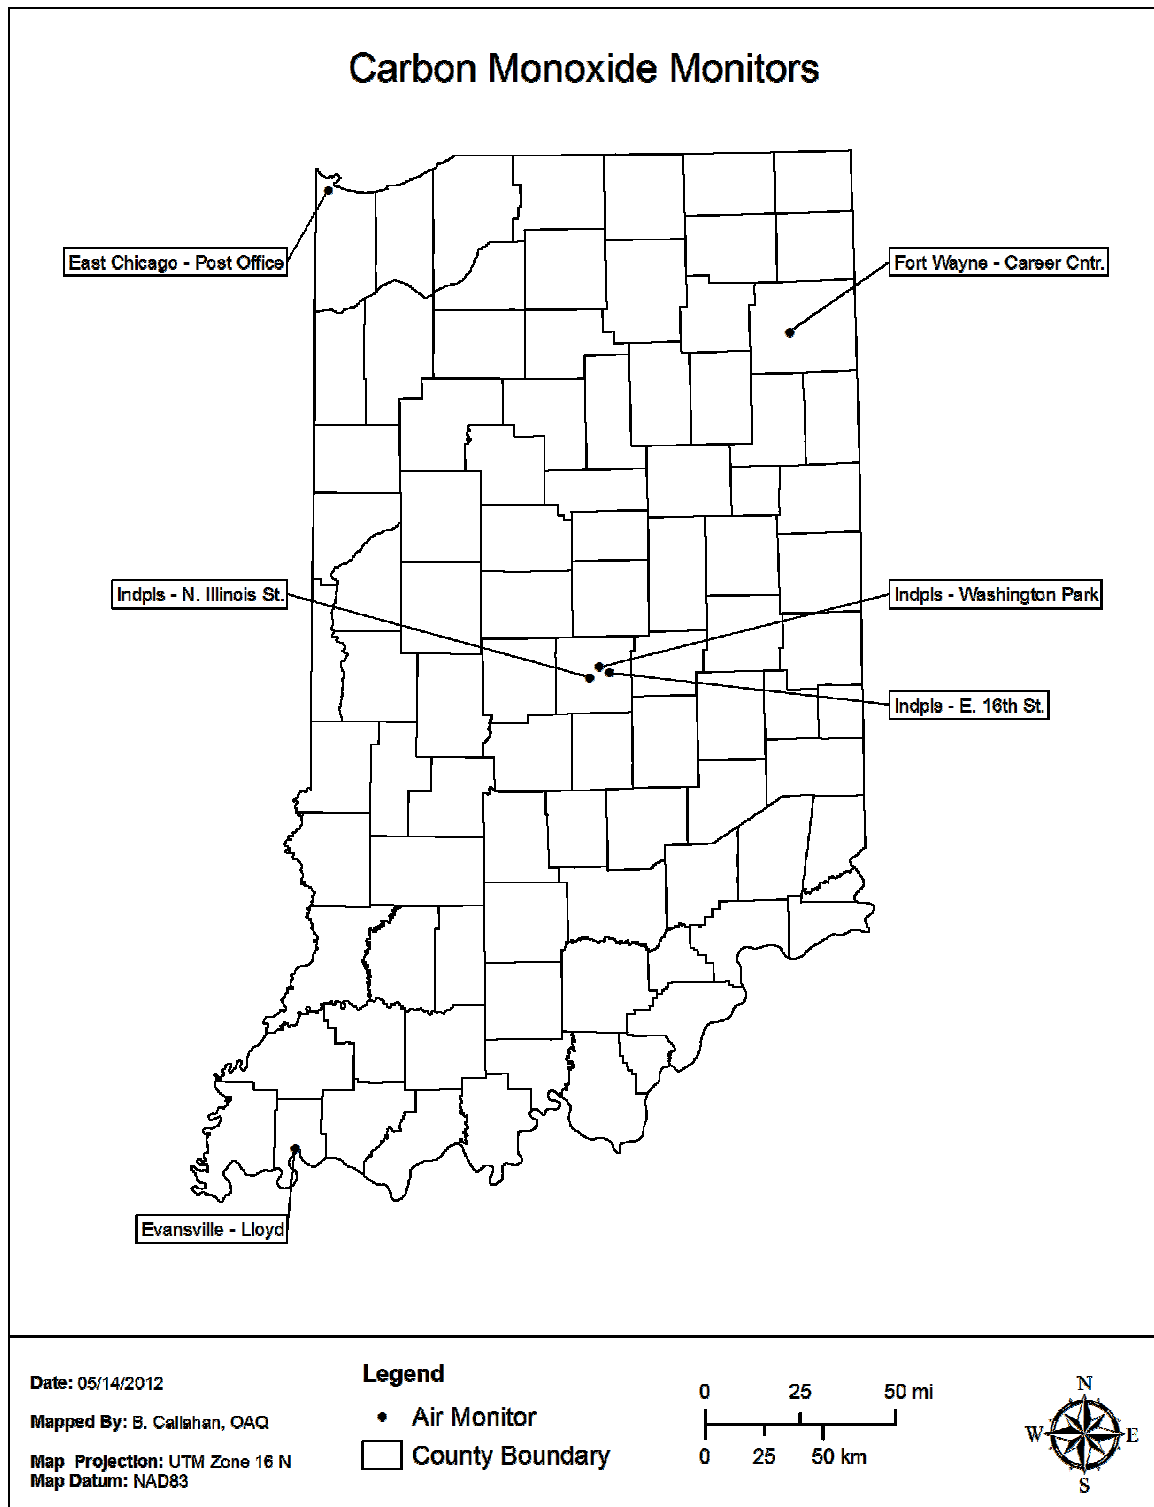 Carbon Monoxide Monitors
East Chicago - Post Office
Fort Wayne - Career Cntr.
Indpls - N. Illinois St.
Indpls - Washington Park
Indpls - E. 16th St.
Evansville - Lloyd
Date: 05/14/2012
Mapped By: B. Callahan, OAQ
Map Projection: UTM Zone 16 N
Map Datum: NAD83
Legend
Air Monitor
County Boundary
0 25 50 mi
0 25 50 km
N
W E
S